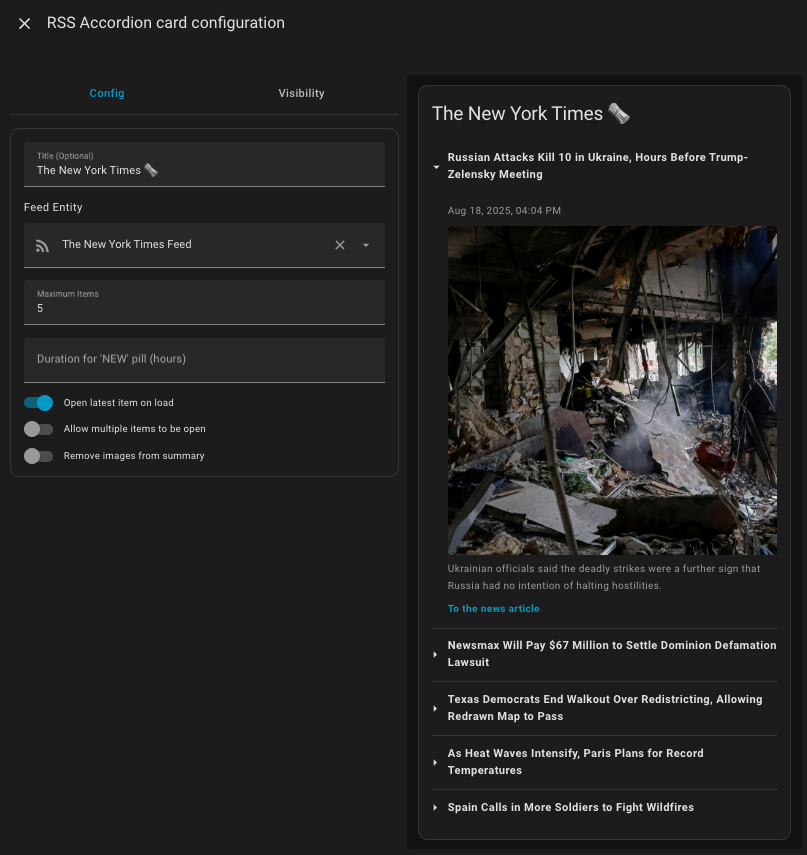 RSS Accordion card configuration
Config
Visibility
Title (Optional)
The New York Times 🗞️
Feed Entity
The New York Times Feed
Maximum Items
5
Duration for 'NEW' pill (hours)
Open latest item on load
Allow multiple items to be open
Remove images from summary
The New York Times 🗞️
Russian Attacks Kill 10 in Ukraine, Hours Before Trump-
Zelensky Meeting
Aug 18, 2025, 04:04 PM
Ukrainian officials said the deadly strikes were a further sign that
Russia had no intention of halting hostilities.
To the news article
Newsmax Will Pay $67 Million to Settle Dominion Defamation
Lawsuit
Texas Democrats End Walkout Over Redistricting, Allowing
Redrawn Map to Pass
As Heat Waves Intensify, Paris Plans for Record
Temperatures
Spain Calls in More Soldiers to Fight Wildfires